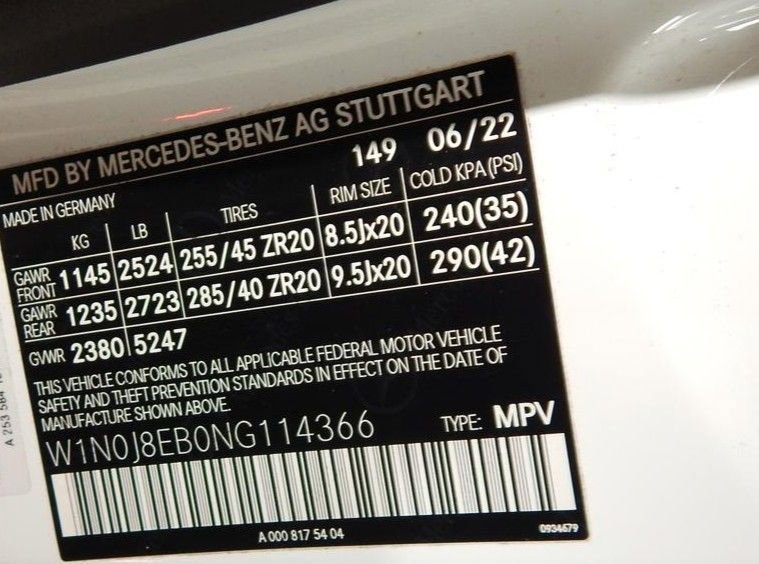 MFD BY MERCEDES-BENZ AG STUTTGART
MADE IN GERMANY 149 06/22
KG LB TIRES RIM SIZE COLD KPA (PSI)
GAWR FRONT 1145 2524 255/45 ZR20 8.5Jx20 240(35)
GAWR REAR 1235 2723 285/40 ZR20 9.5Jx20 290(42)
GVWR 2380 5247
THIS VEHICLE CONFORMS TO ALL APPLICABLE FEDERAL MOTOR VEHICLE
SAFETY AND THEFT PREVENTION STANDARDS IN EFFECT ON THE DATE OF
MANUFACTURE SHOWN ABOVE.
W1N0J8EB0NG114366 TYPE: MPV
A 000 817 54 04 0934679
A 253 584